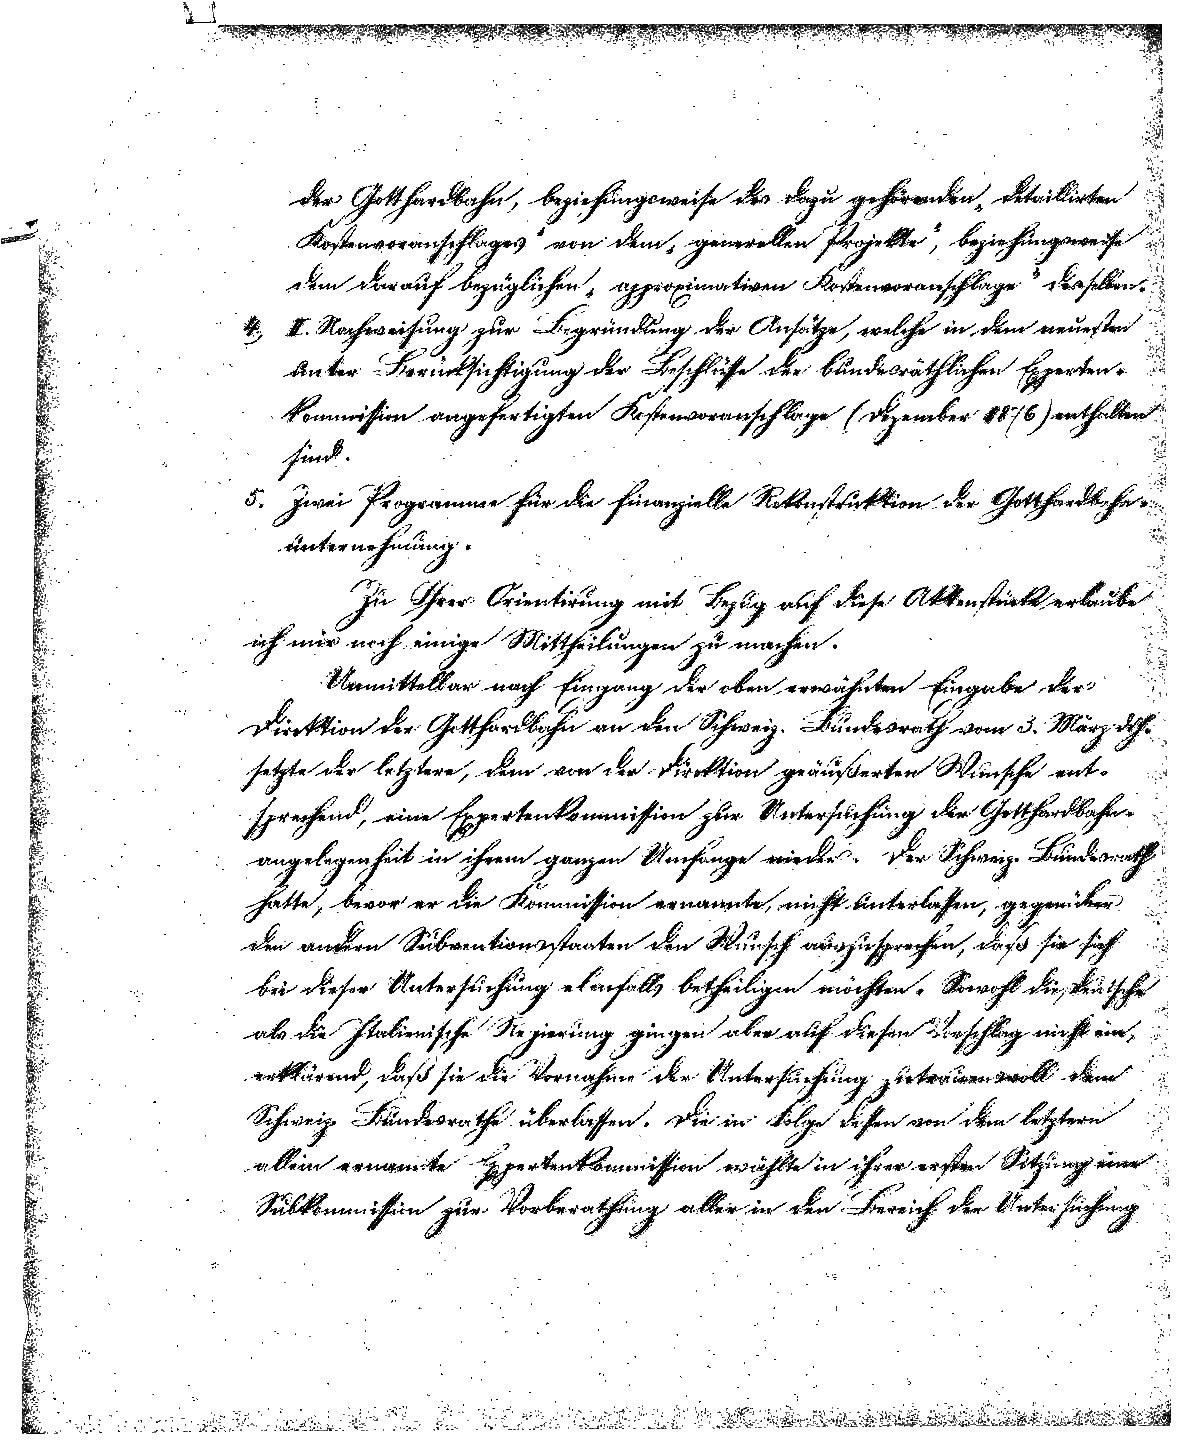 der Gotthardbahn, beziehungsweise des dazu gehörenden „detaillirten
Kostenvoranschlages“ von dem „generellen Projekte“, beziehungsweise
dem darauf bezüglichen „approximativen Kostenvoranschlage“ desselben.
4. II. Nachweisung zur Begründung der Ansätze, welche in dem neuesten
unter Berücksichtigung der Beschlüsse der bundesräthlichen Experten-
kommission angefertigten Kostenvoranschlage (Dezember 1876) enthalten
sind.
5. Zwei Programme für die finanzielle Rekonstruktion der Gotthardbahn-
unternehmung.
Zu Ihrer Orientirung mit Bezug auf diese Aktenstücke erlaube
ich mir noch einige Mittheilungen zu machen.
Unmittelbar nach Eingang der oben erwähnten Eingabe der
Direktion der Gotthardbahn an den Schweiz. Bundesrath vom 3. März dßJs.
setzte der letztere, dem von der Direktion geäußerten Wunsche ent-
sprechend, eine Expertenkommission zur Untersuchung der Gotthardbahn-
angelegenheit in ihrem ganzen Umfange nieder. Der Schweiz. Bundesrath
hatte, bevor er die Kommission ernannte, nicht unterlassen, gegenüber
den andern Subventionsstaaten den Wunsch auszusprechen, daß sie sich
bei dieser Untersuchung ebenfalls betheiligen möchten. Sowohl die Deutsche
als die Italienische Regierung gingen aber auf diesen Vorschlag nicht ein,
erklärend, daß sie die Vornahme der Untersuchung zutrauensvoll dem
Schweiz. Bundesrathe überlassen. Die in Folge dessen von dem letztern
allein ernannte Expertenkommission wählte in ihrer ersten Sitzung eine
Subkommission zur Vorberathung aller in den Bereich der Untersuchung